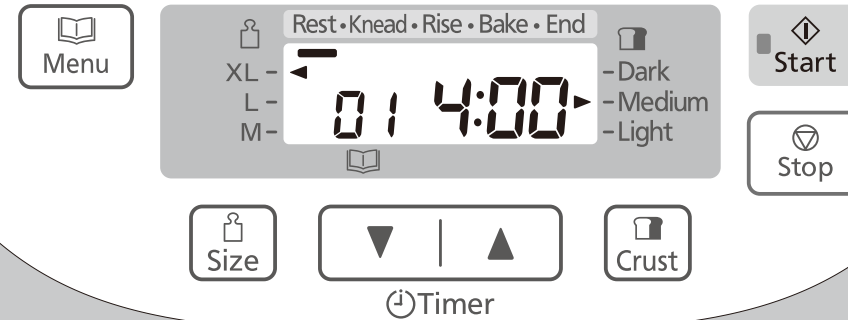 Menu
Rest • Knead • Rise • Bake • End
XL
L
M
01 4:00
Dark
Medium
Light
Start
Stop
Size
Timer
Crust